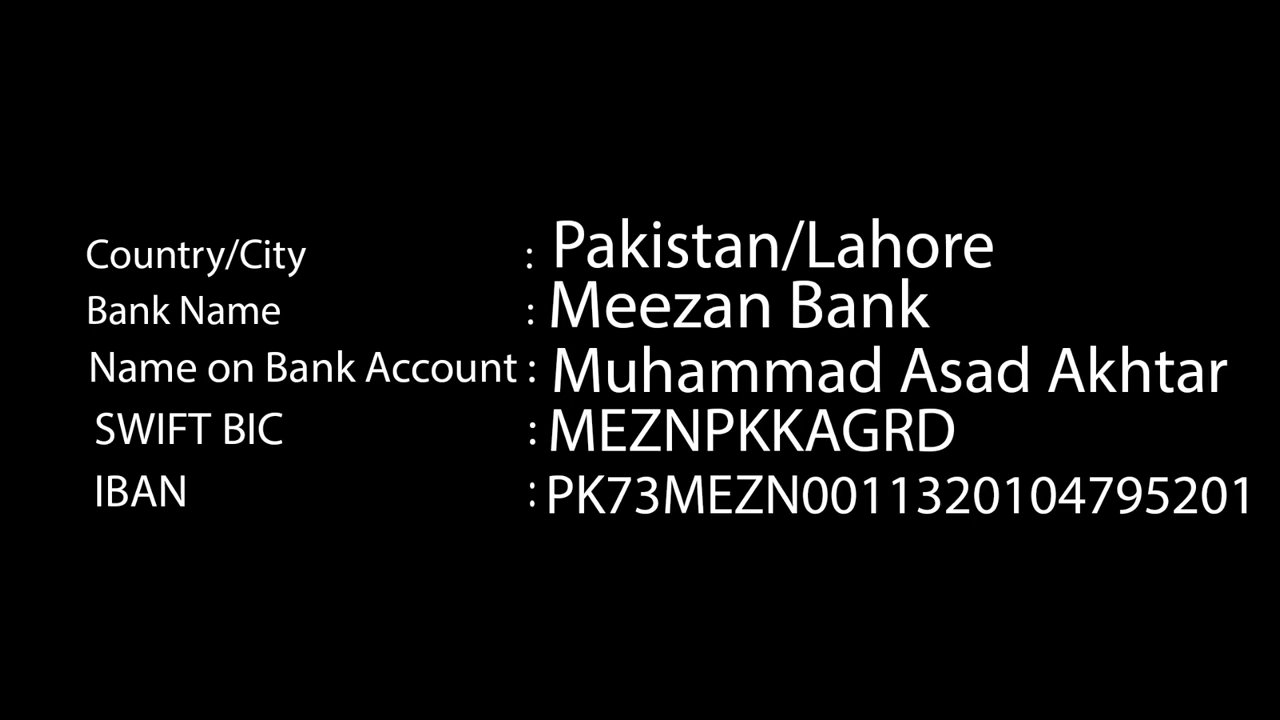 Country/City : Pakistan/Lahore
Bank Name : Meezan Bank
Name on Bank Account : Muhammad Asad Akhtar
SWIFT BIC : MEZNPKKAGRD
IBAN : PK73MEZN0011320104795201